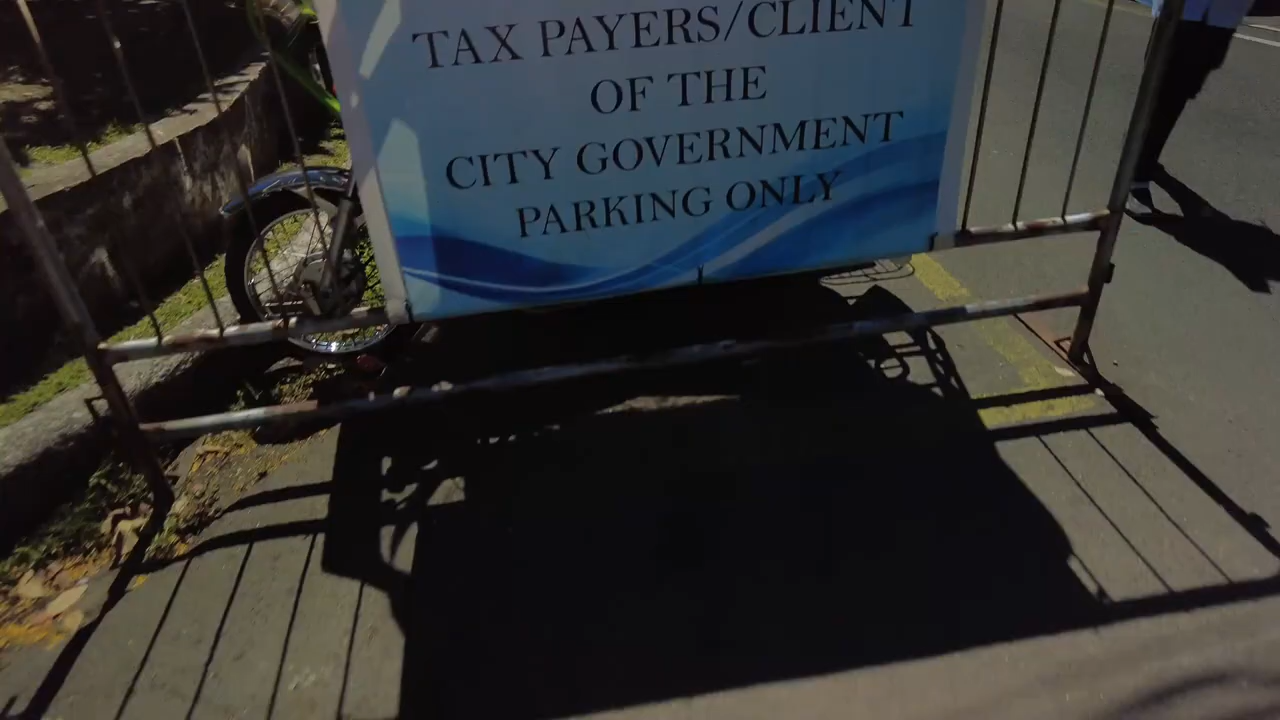 TAX PAYERS/CLIENT
OF THE
CITY GOVERNMENT
PARKING ONLY